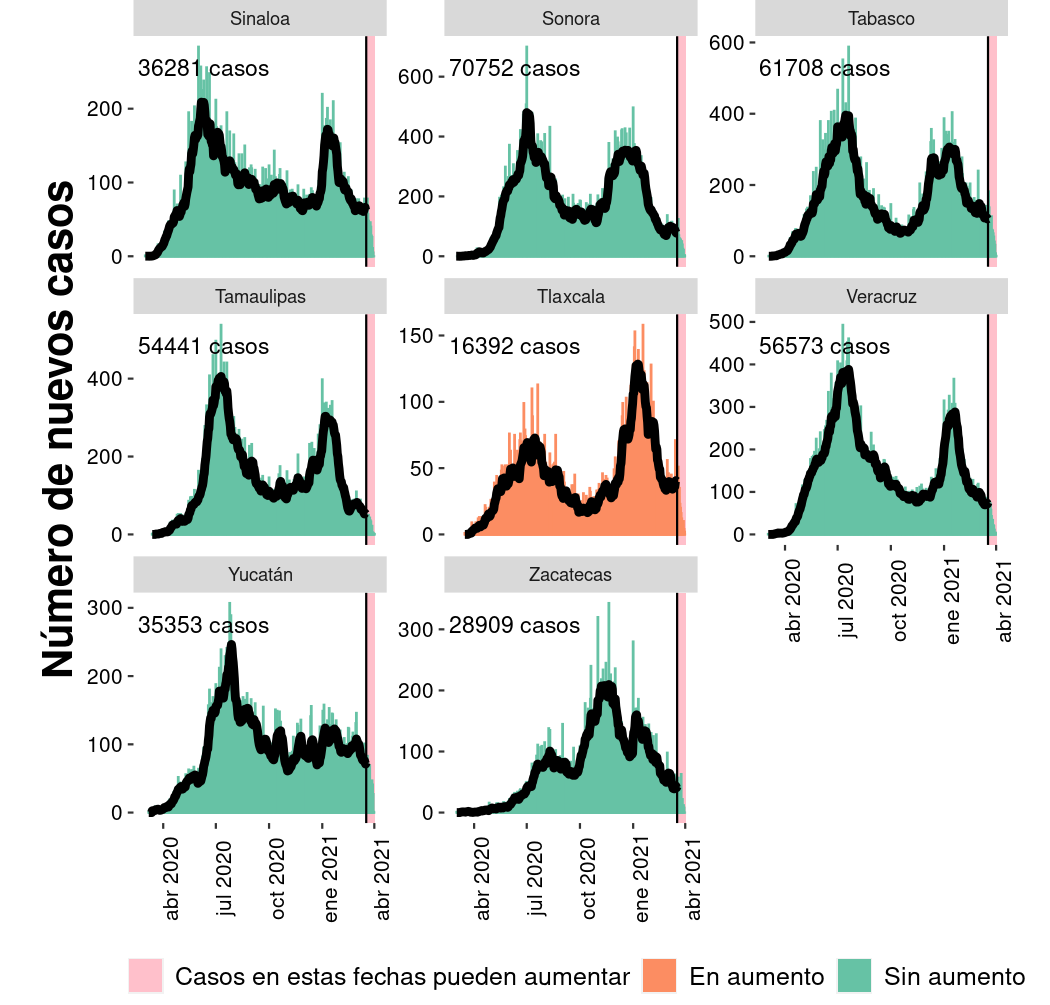 Número de nuevos casos
Sinaloa
36281 casos
200
100
0
Sonora
70752 casos
600
400
200
0
Tabasco
61708 casos
600
400
200
0
Tamaulipas
54441 casos
400
200
0
Tlaxcala
16392 casos
150
100
50
0
Veracruz
56573 casos
500
400
300
200
100
0
abr 2020
jul 2020
oct 2020
ene 2021
abr 2021
Yucatán
35353 casos
300
200
100
0
abr 2020
jul 2020
oct 2020
ene 2021
abr 2021
Zacatecas
28909 casos
300
200
100
0
abr 2020
jul 2020
oct 2020
ene 2021
abr 2021
Casos en estas fechas pueden aumentar En aumento Sin aumento